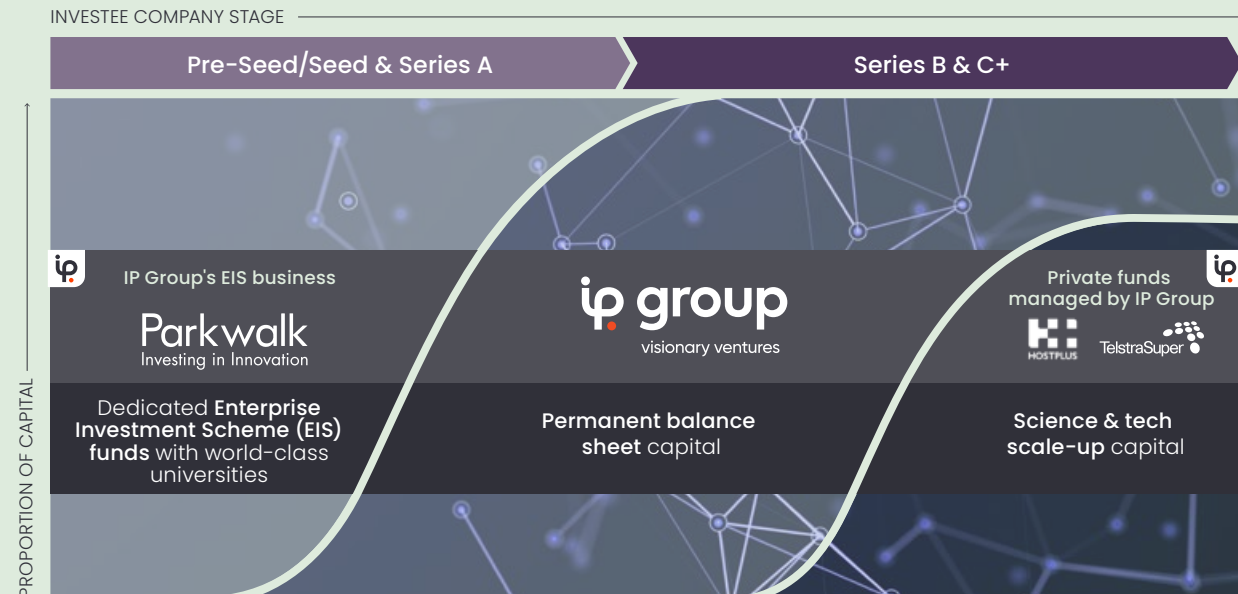 INVESTEE COMPANY STAGE
Pre-Seed/Seed & Series A
Series B & C+
PROPORTION OF CAPITAL
ip.
IP Group's EIS business
Parkwalk
Investing in Innovation
Dedicated Enterprise
Investment Scheme (EIS)
funds with world-class
universities
ip. group
visionary ventures
Permanent balance
sheet capital
ip.
Private funds
managed by IP Group
HOSTPLUS
TelstraSuper
Science & tech
scale-up capital